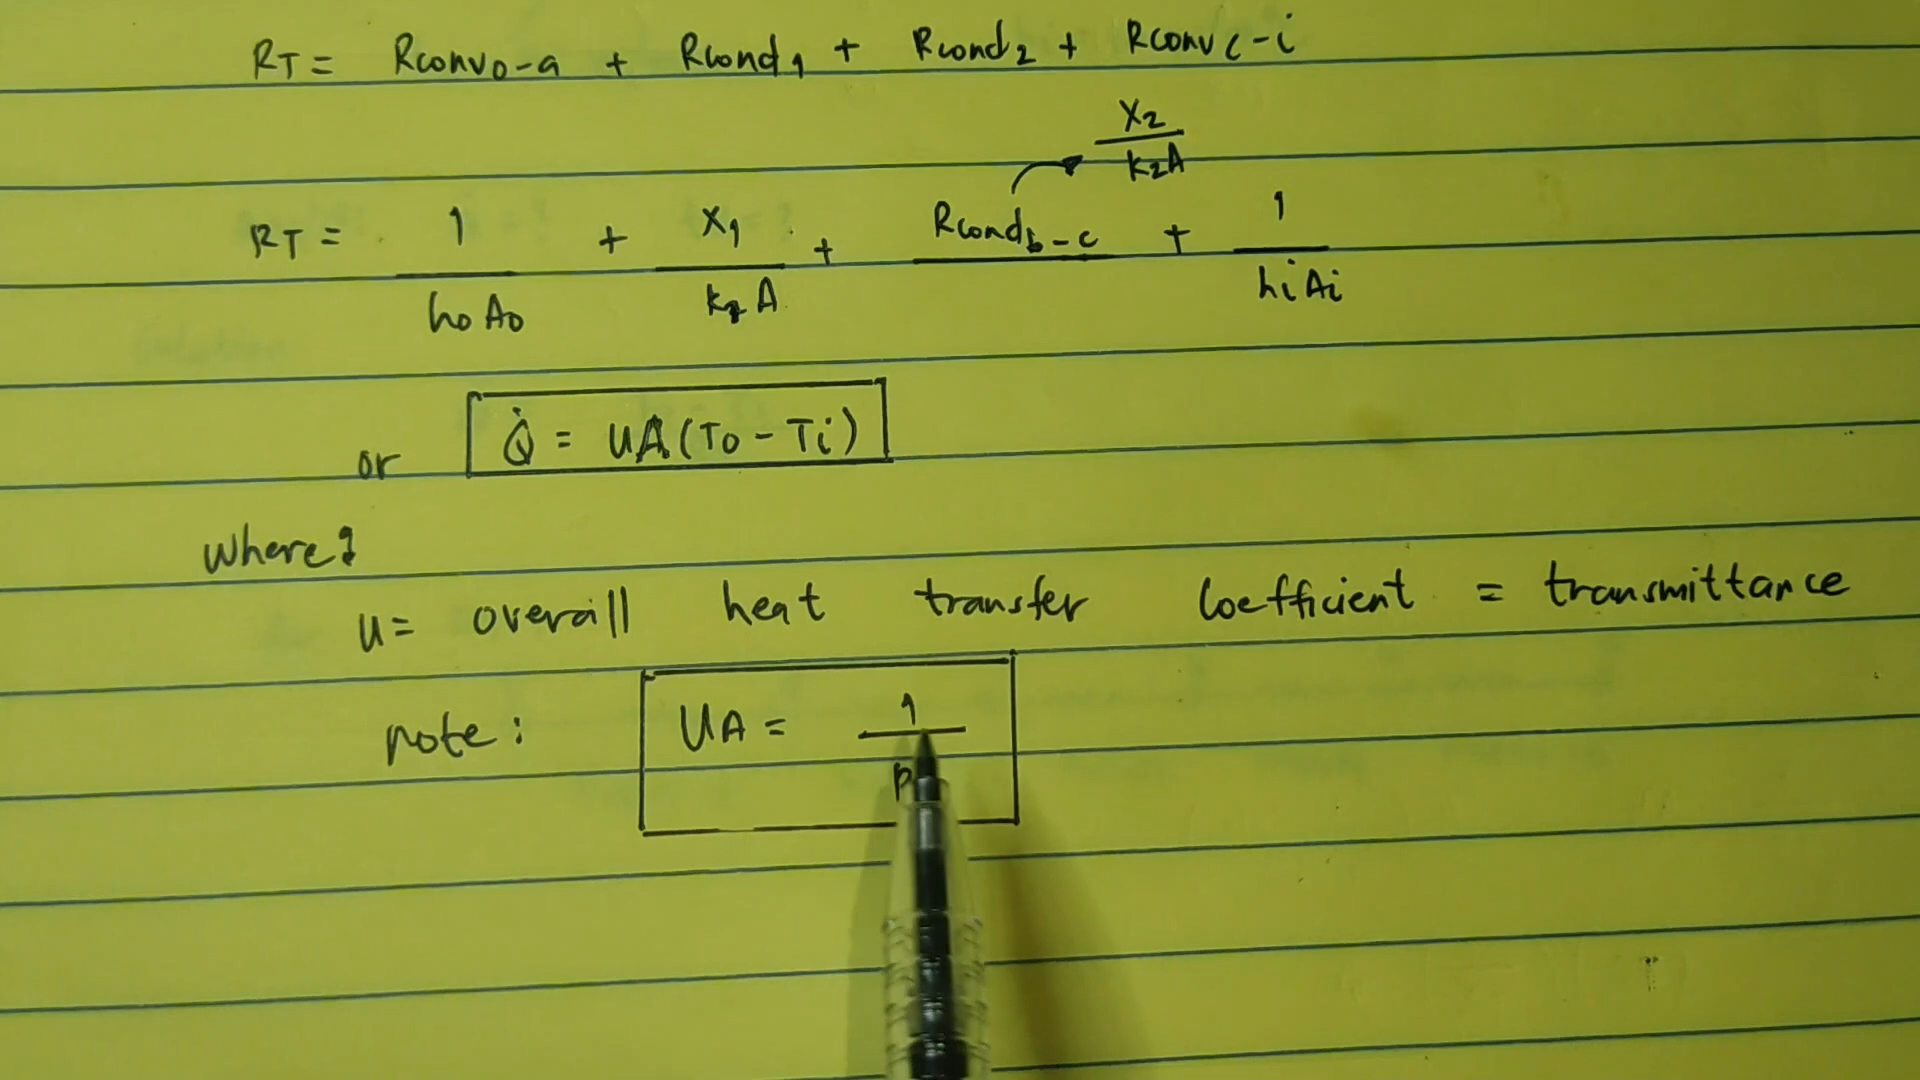 RT = Rconvo-a + Rcond1 + Rcond2 + Rconvc-i
x2
k2A
RT = 1 + x1 + Rcondb-c + 1
hoAo k1A hiAi
or Q̇ = UA(To - Ti)
Where:
U = overall heat transfer coefficient = transmittance
note: UA = 1